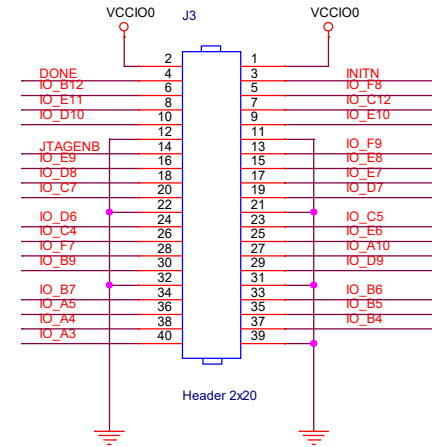 VCCIO0 J3 VCCIO0
2 1
DONE 4 3 INITN
IO_B12 6 5 IO_F8
IO_E11 8 7 IO_C12
IO_D10 10 9 IO_E10
12 11
JTAGENB 14 13 IO_F9
IO_E9 16 15 IO_E8
IO_D8 18 17 IO_E7
IO_C7 20 19 IO_D7
22 21
IO_D6 24 23 IO_C5
IO_C4 26 25 IO_E6
IO_F7 28 27 IO_A10
IO_B9 30 29 IO_D9
32 31
IO_B7 34 33 IO_B6
IO_A5 36 35 IO_B5
IO_A4 38 37 IO_B4
IO_A3 40 39
Header 2x20